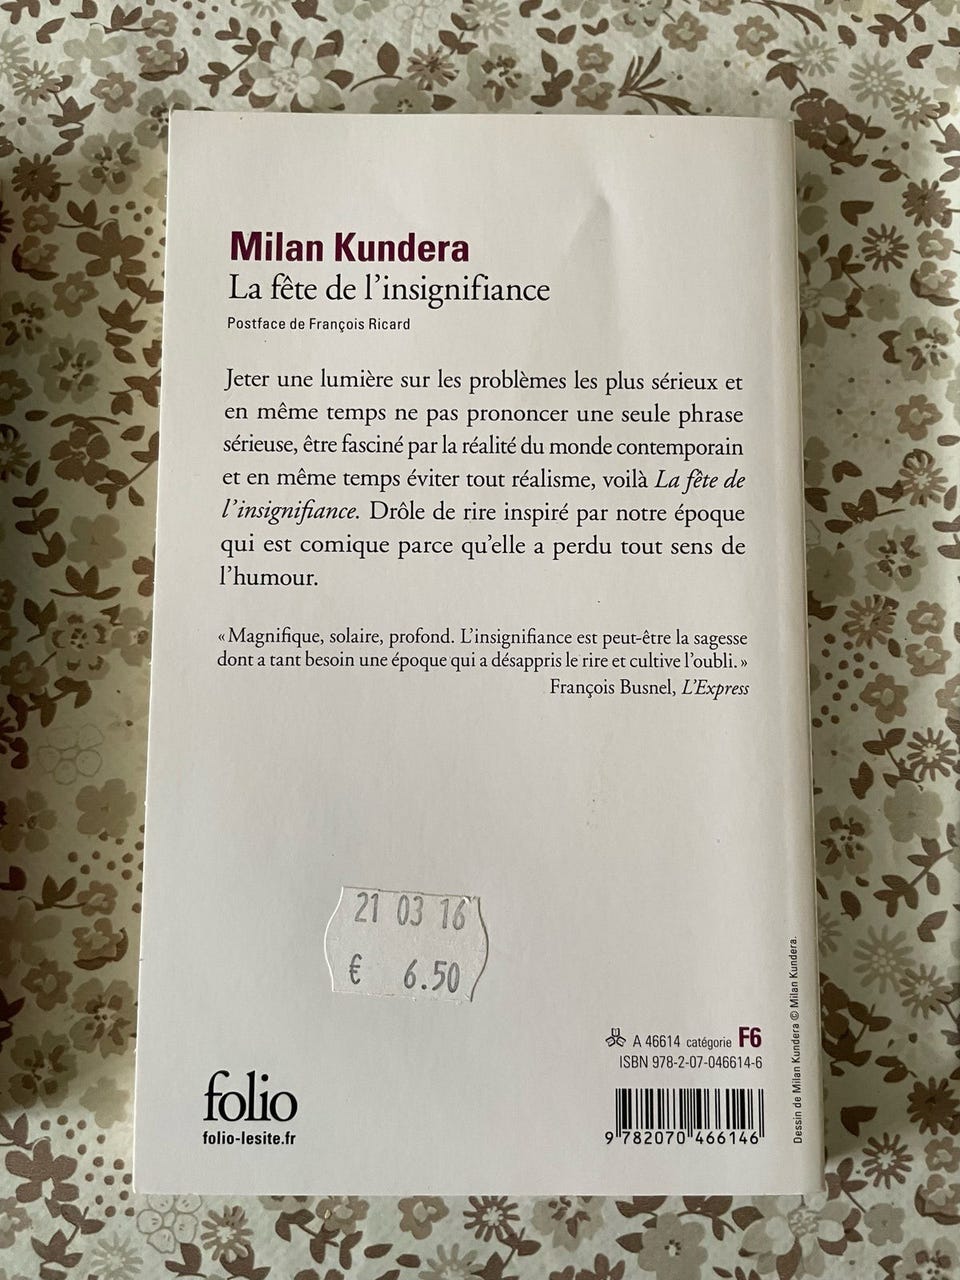 Milan Kundera
La fête de l'insignifiance
Postface de François Ricard
Jeter une lumière sur les problèmes les plus sérieux et
en même temps ne pas prononcer une seule phrase
sérieuse, être fasciné par la réalité du monde contemporain
et en même temps éviter tout réalisme, voilà La fête de
l'insignifiance. Drôle de rire inspiré par notre époque
qui est comique parce qu'elle a perdu tout sens de
l'humour.
« Magnifique, solaire, profond. L'insignifiance est peut-être la sagesse
dont a tant besoin une époque qui a désappris le rire et cultive l'oubli. »
François Busnel, L'Express
21 03 16
€ 6.50
A 46614 catégorie F6
ISBN 978-2-07-046614-6
folio
folio-lesite.fr
9 782070 466146
Dessin de Milan Kundera © Milan Kundera.